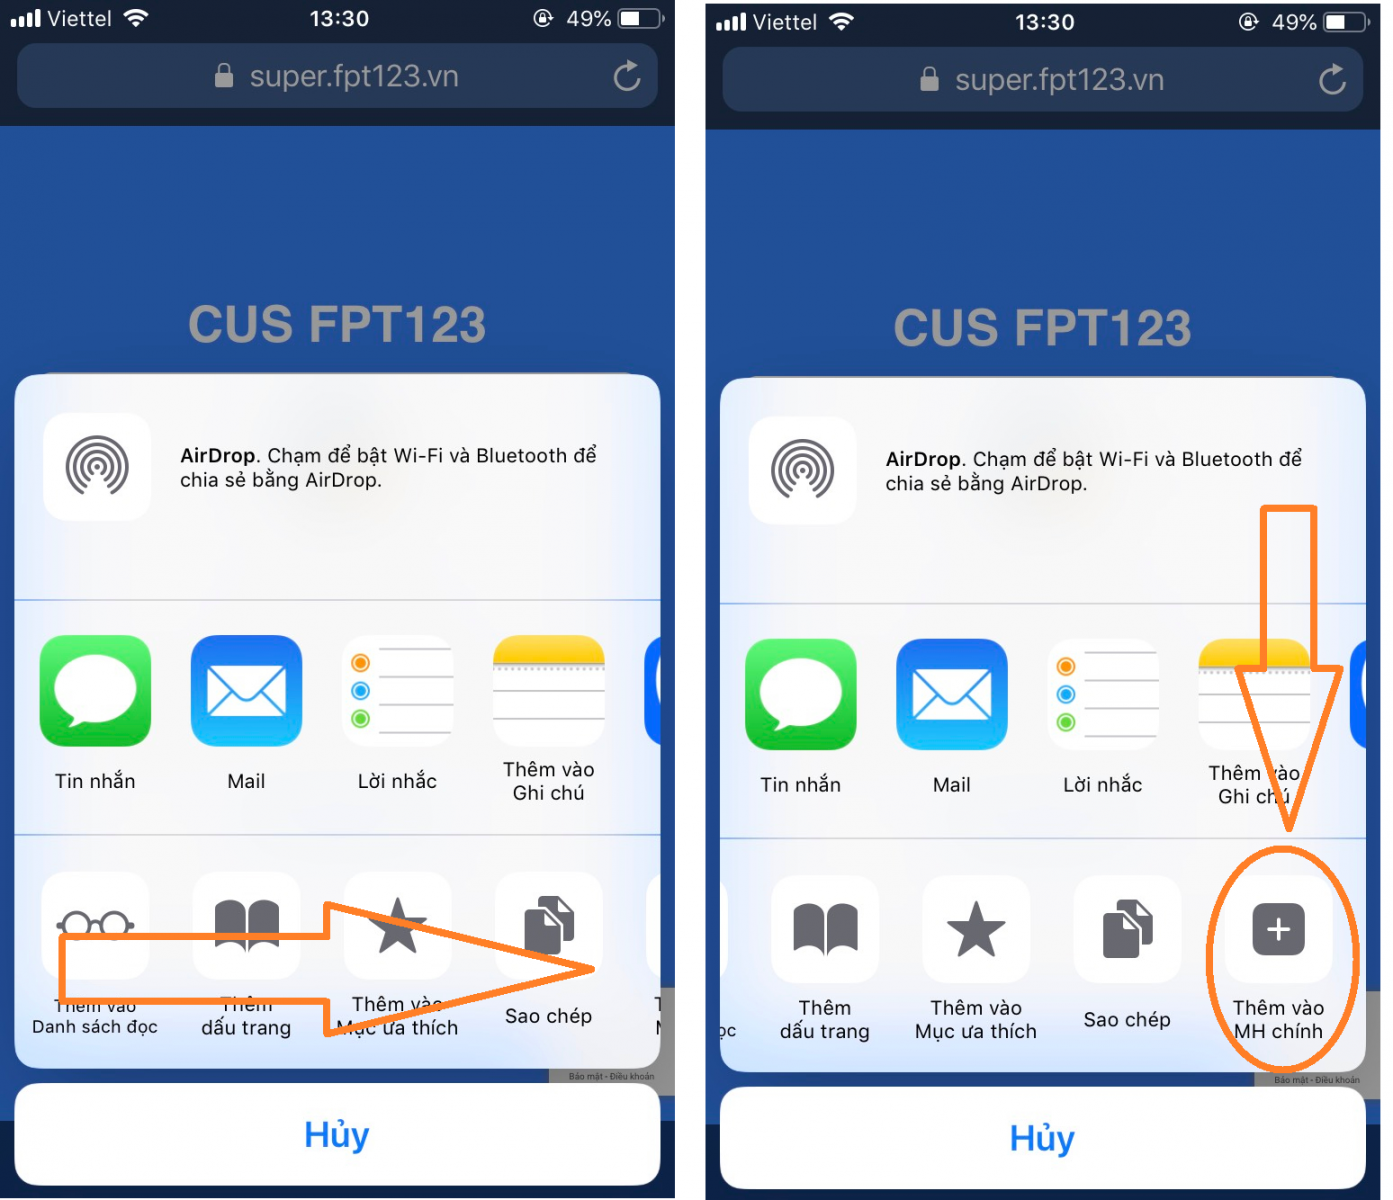 Viettel 13:30 49%
super.fpt123.vn
CUS FPT123
AirDrop. Chạm để bật Wi-Fi và Bluetooth để
chia sẻ bằng AirDrop.
Tin nhắn
Mail
Lời nhắc
Thêm vào
Ghi chú
Thêm vào
Danh sách đọc
Thêm
dấu trang
Thêm vào
Mục ưa thích
Sao chép
Bảo mật - Điều khoản
Hủy
Viettel 13:30 49%
super.fpt123.vn
CUS FPT123
AirDrop. Chạm để bật Wi-Fi và Bluetooth để
chia sẻ bằng AirDrop.
Tin nhắn
Mail
Lời nhắc
Thêm vào
Ghi chú
Thêm
dấu trang
Thêm vào
Mục ưa thích
Sao chép
Thêm vào
MH chính
Bảo mật - Điều khoản
Hủy